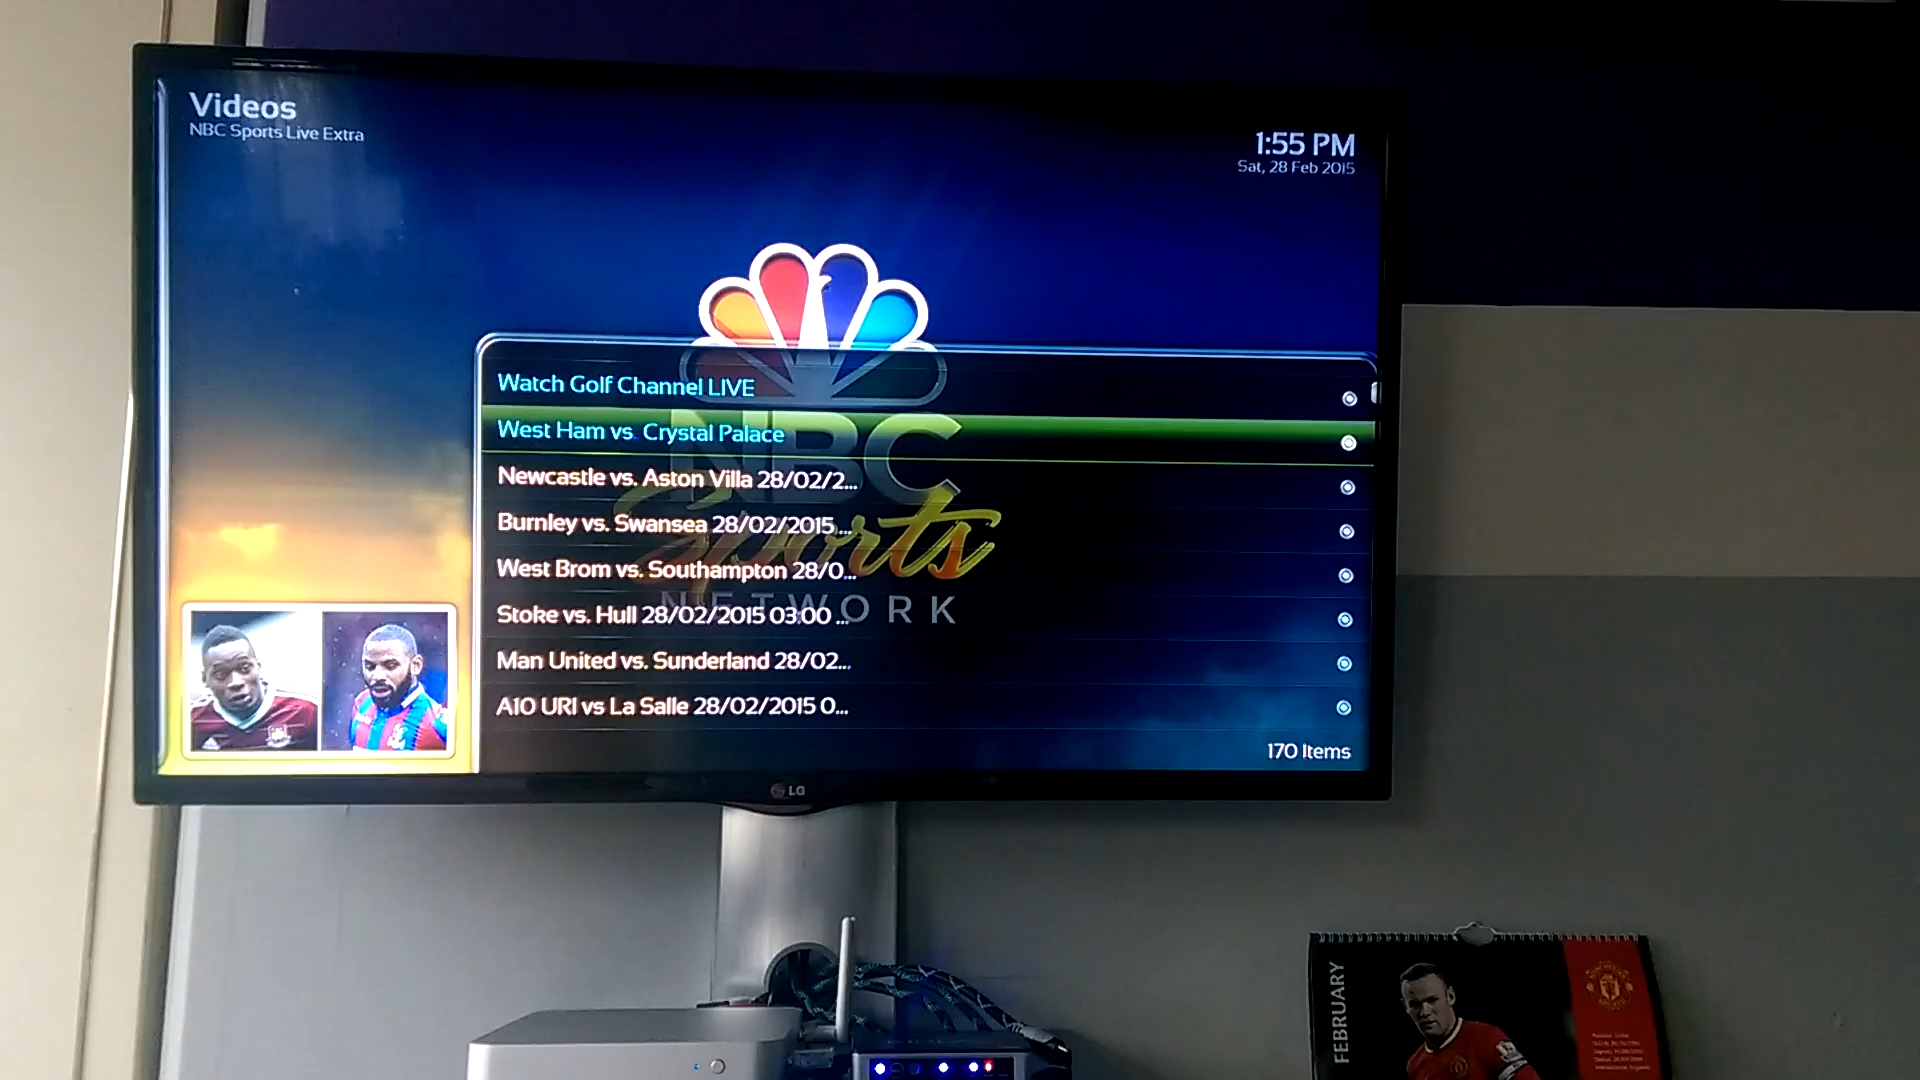 Videos
NBC Sports Live Extra
1:55 PM
Sat, 28 Feb 2015
Watch Golf Channel LIVE
West Ham vs. Crystal Palace
Newcastle vs. Aston Villa 28/02/2...
Burnley vs. Swansea 28/02/2015 ...
West Brom vs. Southampton 28/0...
Stoke vs. Hull 28/02/2015 03:00 ...
Man United vs. Sunderland 28/02...
A10 URI vs La Salle 28/02/2015 0...
170 Items
NBC
Sports
NETWORK
LG
FEBRUARY